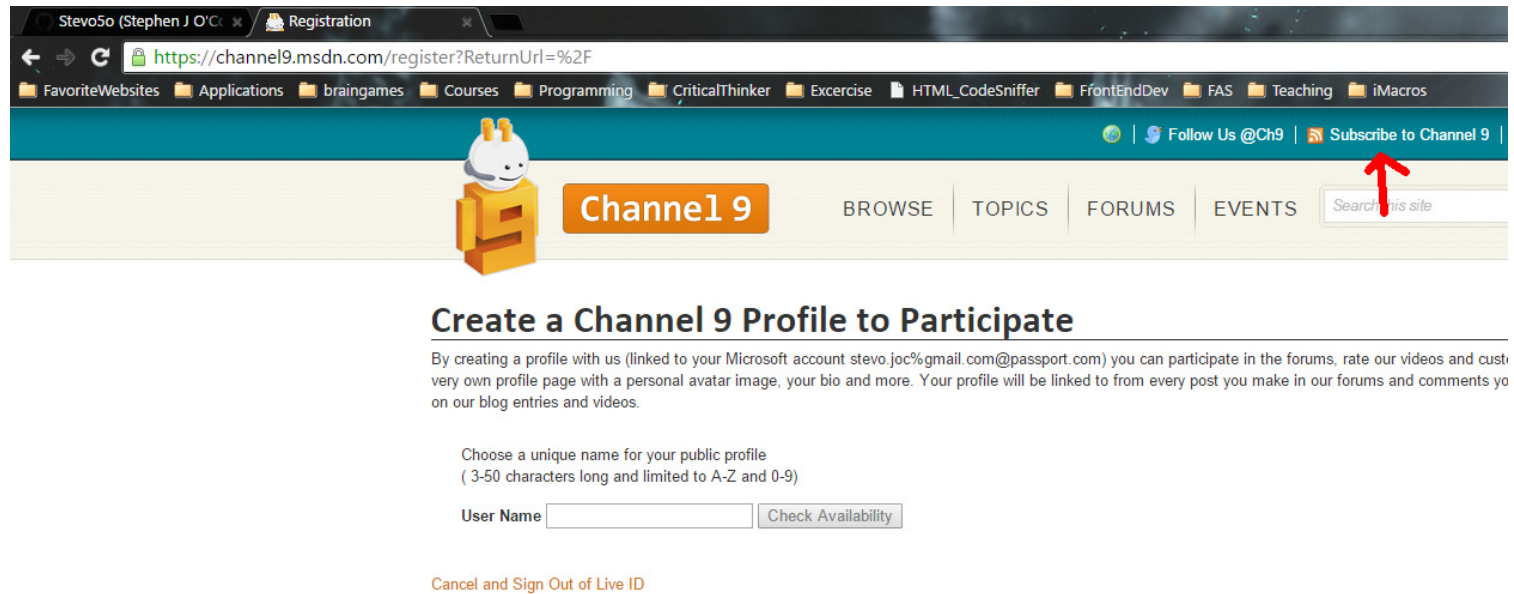 Stevo5o (Stephen J O'Cc
Registration
https://channel9.msdn.com/register?ReturnUrl=%2F
FavoriteWebsites Applications braingames Courses Programming CriticalThinker Excercise HTML_CodeSniffer FfontEndDev FAS Teaching iMacros
Follow Us @Ch9 | Subscribe to Channel 9 |
9
Channel 9
BROWSE TOPICS FORUMS EVENTS Search this site
Create a Channel 9 Profile to Participate
By creating a profile with us (linked to your Microsoft account stevo.joc%gmail.com@passport.com) you can participate in the forums, rate our videos and cust
very own profile page with a personal avatar image, your bio and more. Your profile will be linked to from every post you make in our forums and comments yo
on our blog entries and videos.
Choose a unique name for your public profile
( 3-50 characters long and limited to A-Z and 0-9)
User Name Check Availability
Cancel and Sign Out of Live ID